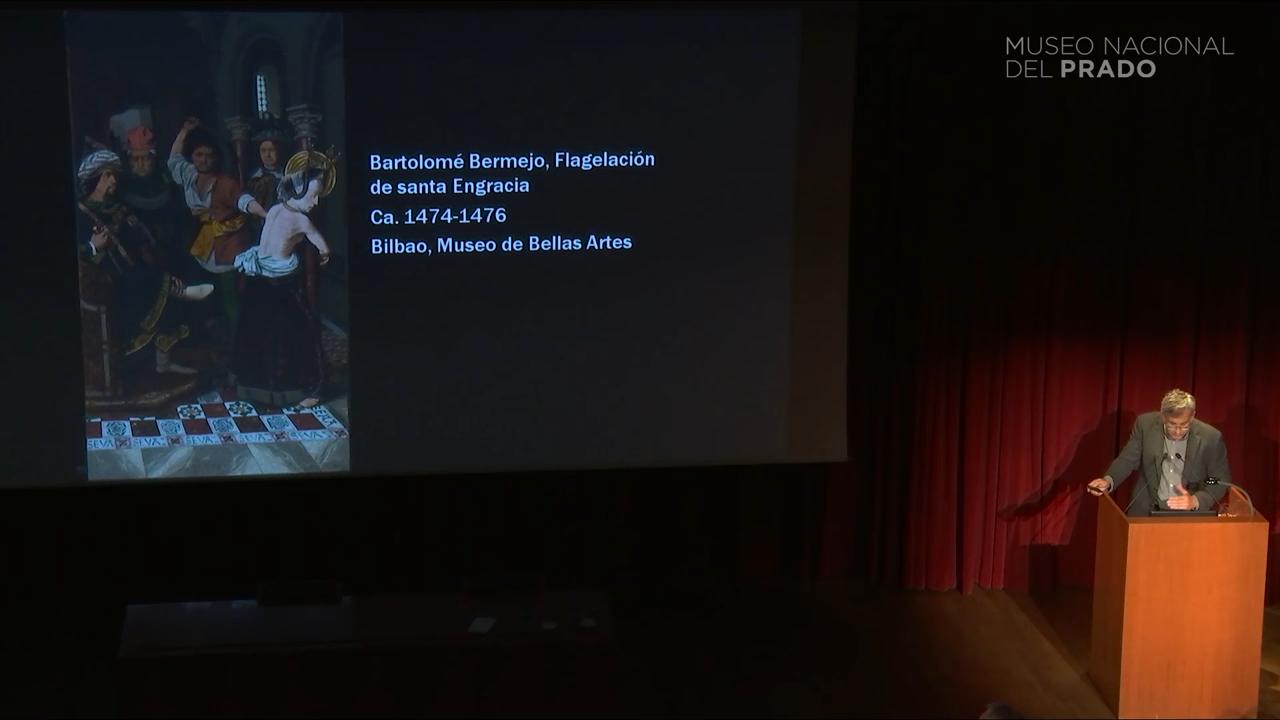 MUSEO NACIONAL
DEL PRADO
Bartolomé Bermejo, Flagelación
de santa Engracia
Ca. 1474-1476
Bilbao, Museo de Bellas Artes